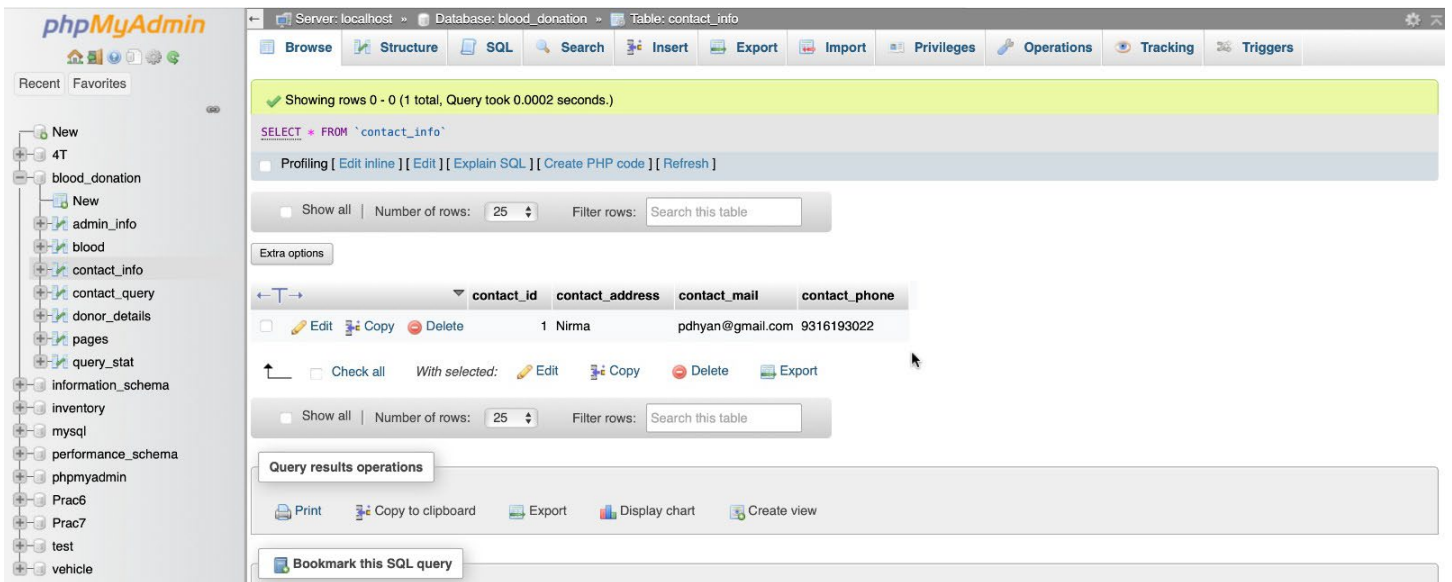 phpMyAdmin
Recent Favorites
New
4T
blood_donation
New
admin_info
blood
contact_info
contact_query
donor_details
pages
query_stat
information_schema
inventory
mysql
performance_schema
phpmyadmin
Prac6
Prac7
test
vehicle
Server: localhost » Database: blood_donation » Table: contact_info
Browse Structure SQL Search Insert Export Import Privileges Operations Tracking Triggers
Showing rows 0 - 0 (1 total, Query took 0.0002 seconds.)
SELECT * FROM `contact_info`
Profiling [ Edit inline ] [ Edit ] [ Explain SQL ] [ Create PHP code ] [ Refresh ]
Show all | Number of rows: 25 Filter rows: Search this table
Extra options
←T→ contact_id contact_address contact_mail contact_phone
Edit Copy Delete 1 Nirma pdhyan@gmail.com 9316193022
Check all With selected: Edit Copy Delete Export
Show all | Number of rows: 25 Filter rows: Search this table
Query results operations
Print Copy to clipboard Export Display chart Create view
Bookmark this SQL query